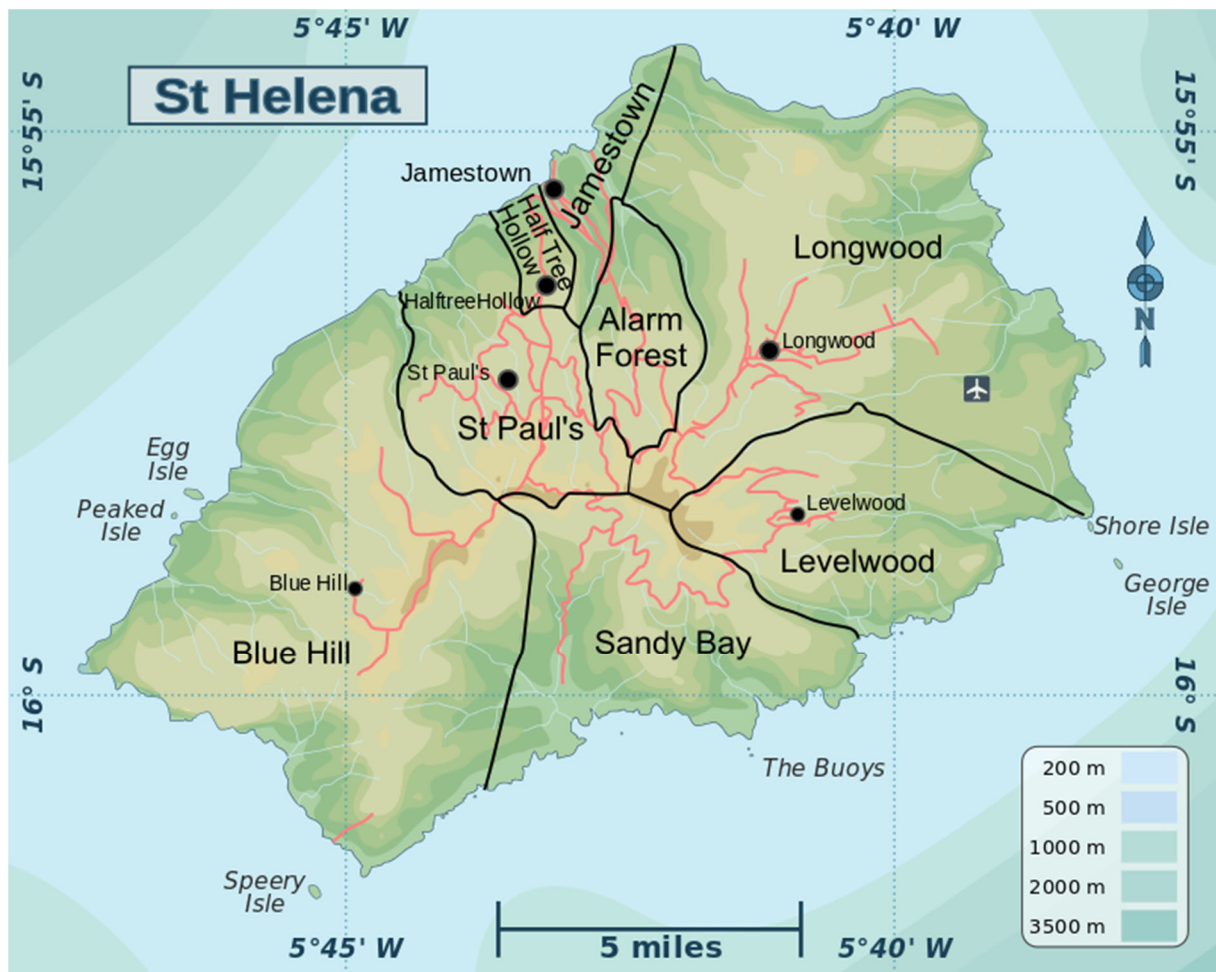 5°45' W
5°40' W
St Helena
15°55' S
15°55' S
Jamestown
Jamestown
Half Tree
Hollow
Longwood
HalftreeHollow
Alarm
Forest
Longwood
St Paul's
St Paul's
Egg
Isle
Peaked
Isle
Levelwood
Shore Isle
Levelwood
George
Isle
Blue Hill
Blue Hill
Sandy Bay
16° S
16° S
The Buoys
N
200 m
500 m
1000 m
2000 m
3500 m
Speery
Isle
5 miles
5°45' W
5°40' W